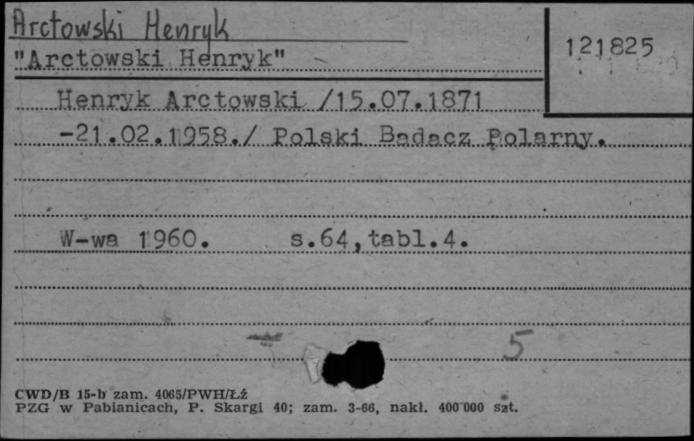 Arctowski Henryk
121825
"Arctowski Henryk"
Henryk Arctowski /15.07.1871
-21.02.1958./ Polski Badacz Polarny.
W-wa 1960. s.64,tabl.4.
5
CWD/B 15-b zam. 4065/PWH/Łź
PZG w Pabianicach, P. Skargi 40; zam. 3-66, nakł. 400 000 szt.